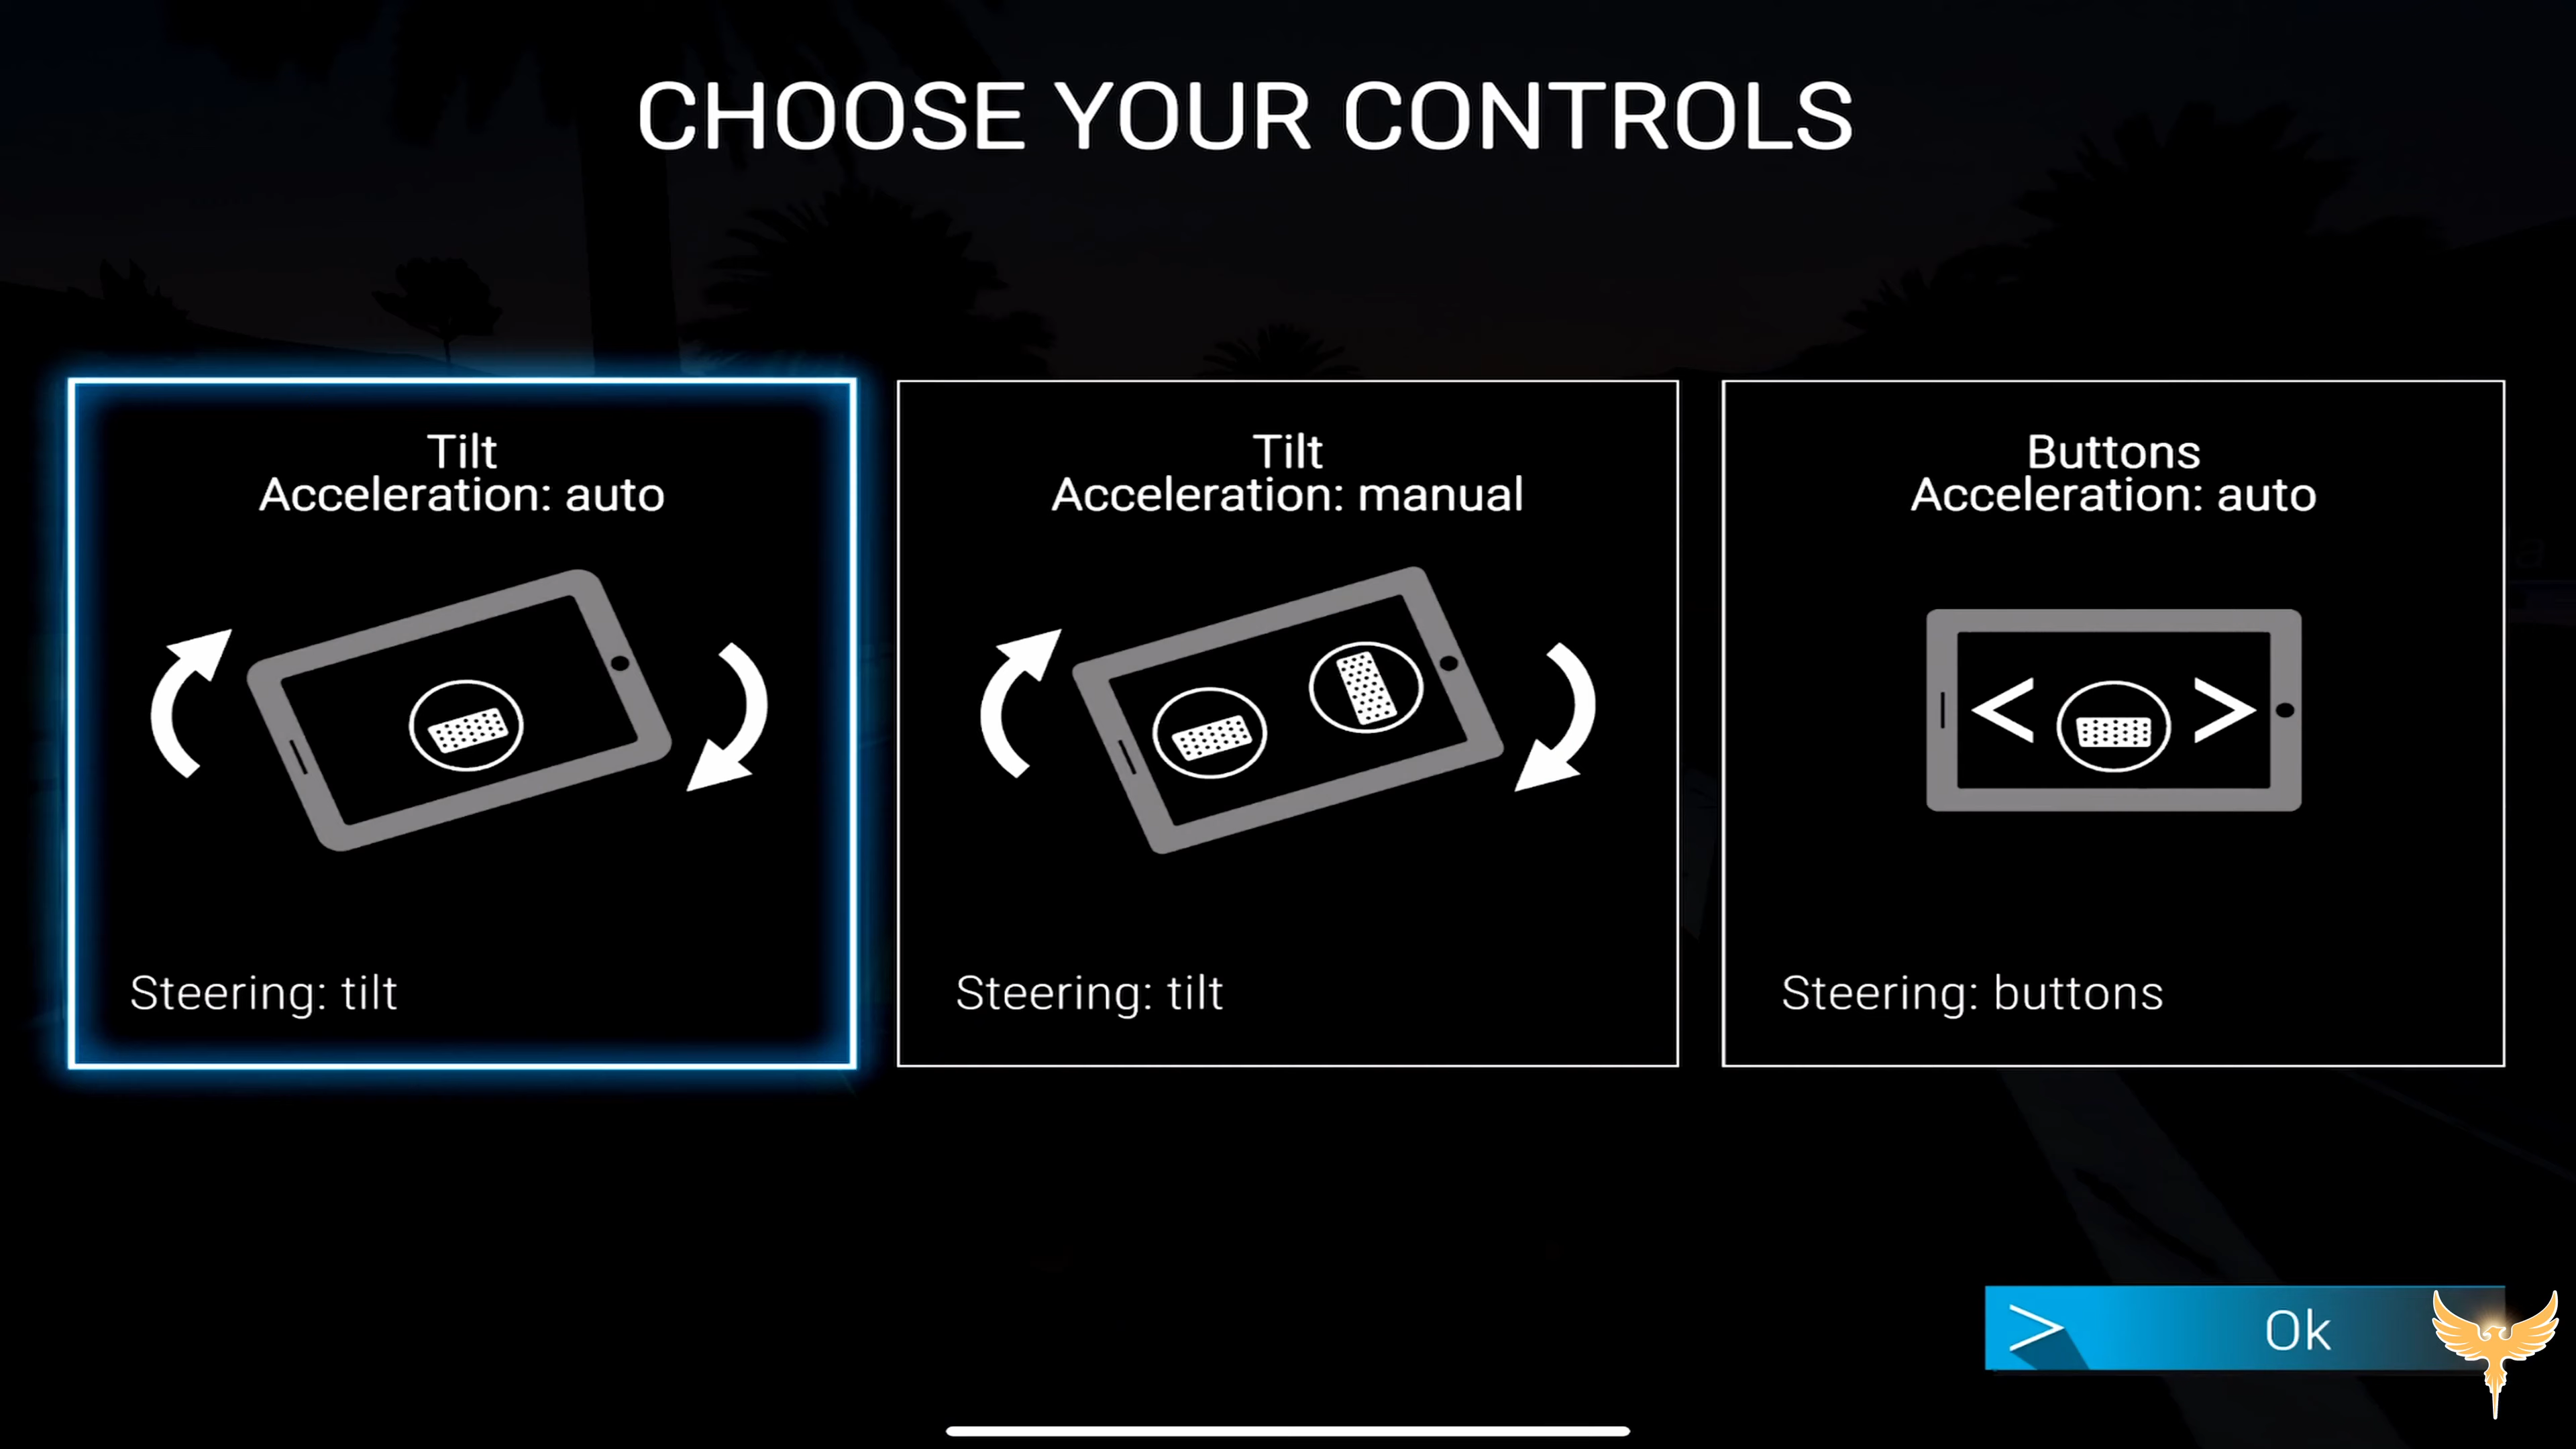 CHOOSE YOUR CONTROLS
Tilt
Acceleration: auto
Steering: tilt
Tilt
Acceleration: manual
Steering: tilt
Buttons
Acceleration: auto
< >
Steering: buttons
> Ok